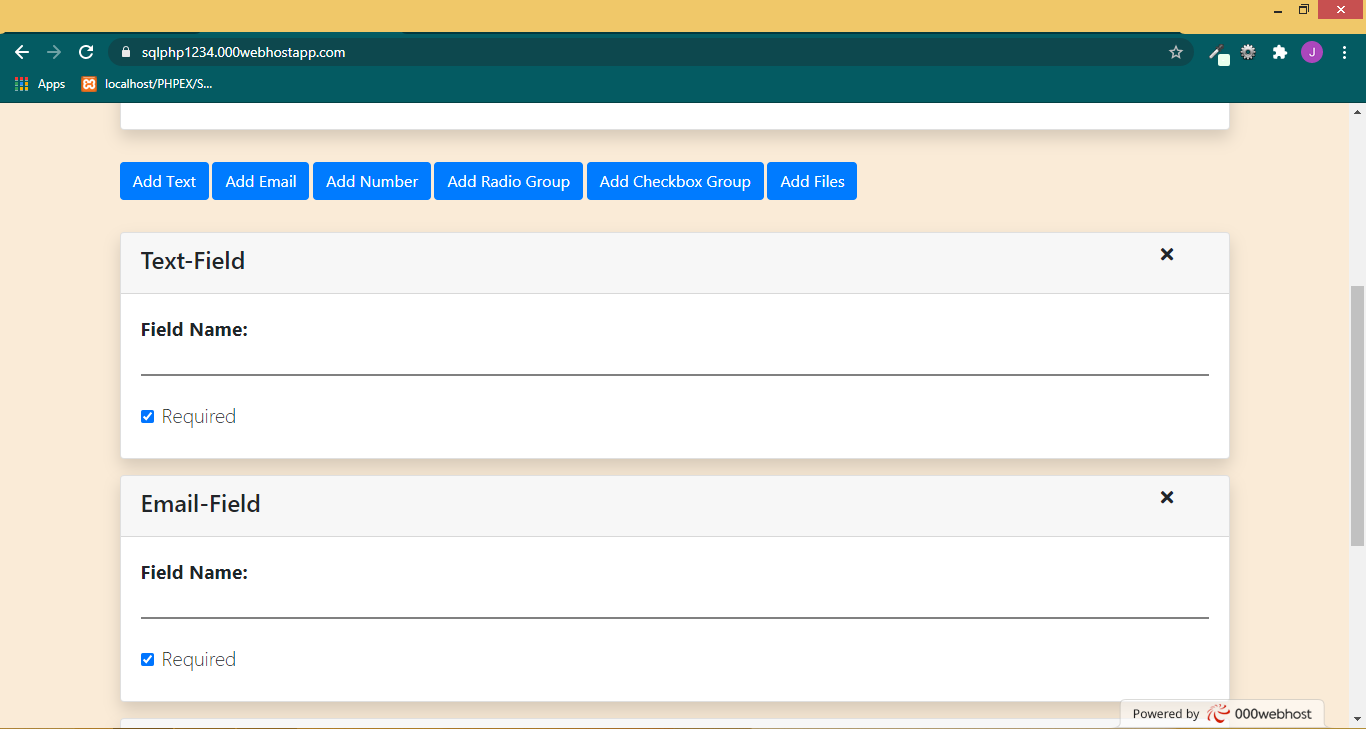 sqlphp1234.000webhostapp.com
J
Apps
localhost/PHPEX/S...
Add Text Add Email Add Number Add Radio Group Add Checkbox Group Add Files
Text-Field
Field Name:
Required
Email-Field
Field Name:
Required
Powered by 000webhost